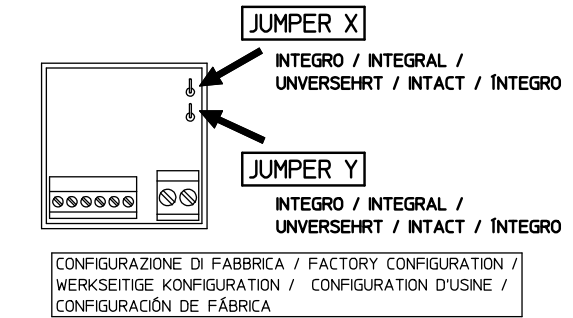 JUMPER X
INTEGRO / INTEGRAL /
UNVERSEHRT / INTACT / ÍNTEGRO
JUMPER Y
INTEGRO / INTEGRAL /
UNVERSEHRT / INTACT / ÍNTEGRO
CONFIGURAZIONE DI FABBRICA / FACTORY CONFIGURATION /
WERKSEITIGE KONFIGURATION / CONFIGURATION D'USINE /
CONFIGURACIÓN DE FÁBRICA